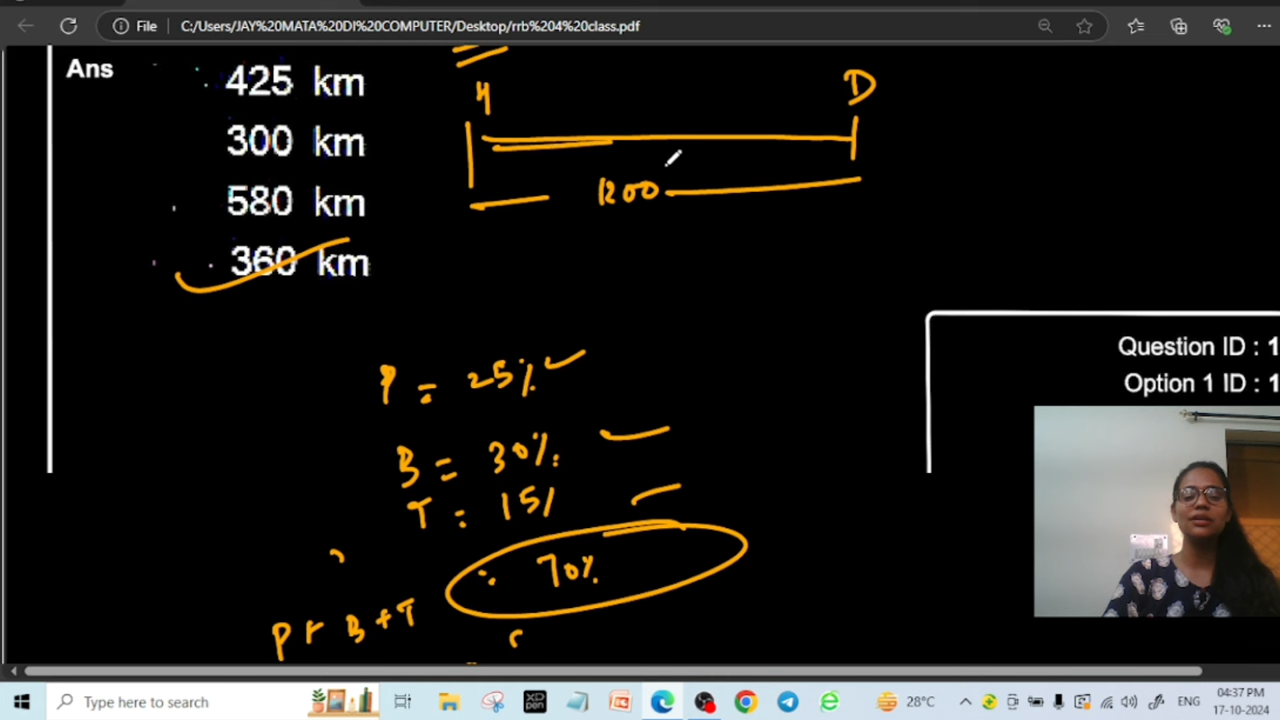 File C:/Users/JAY%20MATA%20DI%20COMPUTER/Desktop/rrb%204%20class.pdf
Ans
425 km
300 km
580 km
360 km
H
D
1200
P = 25%
B = 30%
T = 15%
= 70%
P + B + T
Question ID : 1
Option 1 ID : 1
Type here to search
XP
PEN
28°C
ENG
04:37 PM
17-10-2024